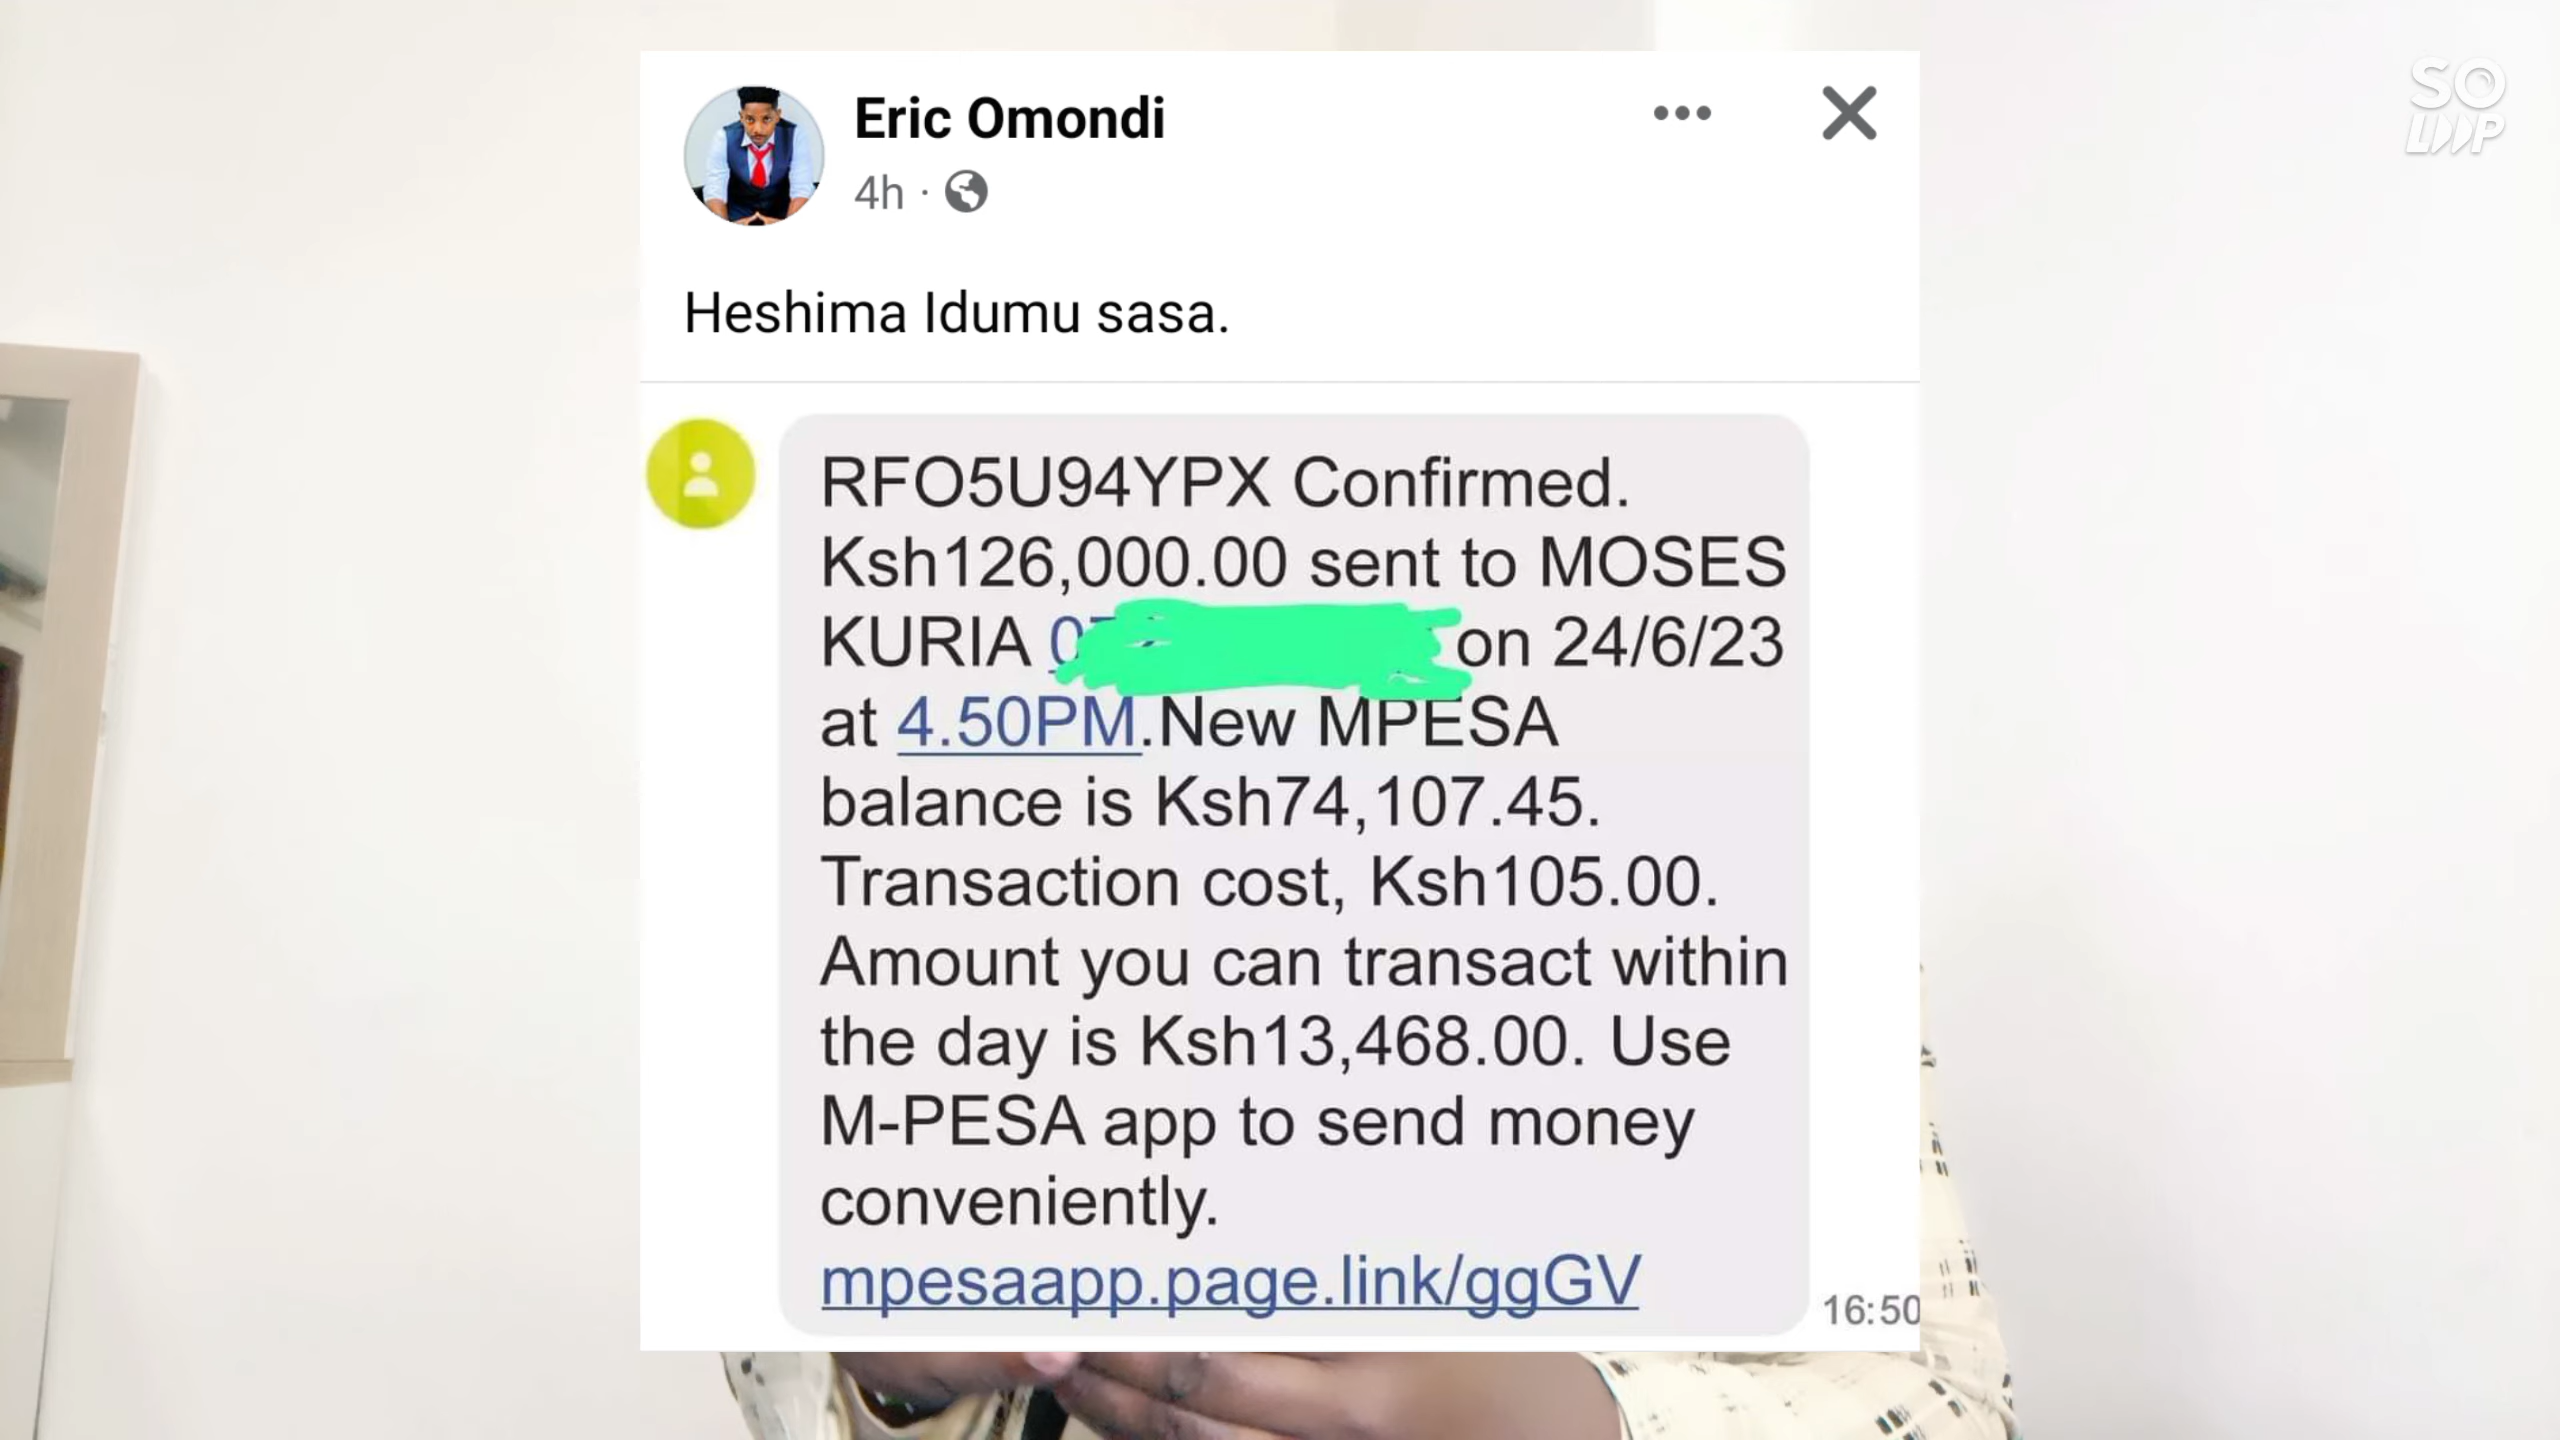 SO
LOOP
Eric Omondi
4h ·
Heshima Idumu sasa.
RFO5U94YPX Confirmed.
Ksh126,000.00 sent to MOSES
KURIA on 24/6/23
at 4.50PM.New MPESA
balance is Ksh74,107.45.
Transaction cost, Ksh105.00.
Amount you can transact within
the day is Ksh13,468.00. Use
M-PESA app to send money
conveniently.
mpesaapp.page.link/ggGV
16:50